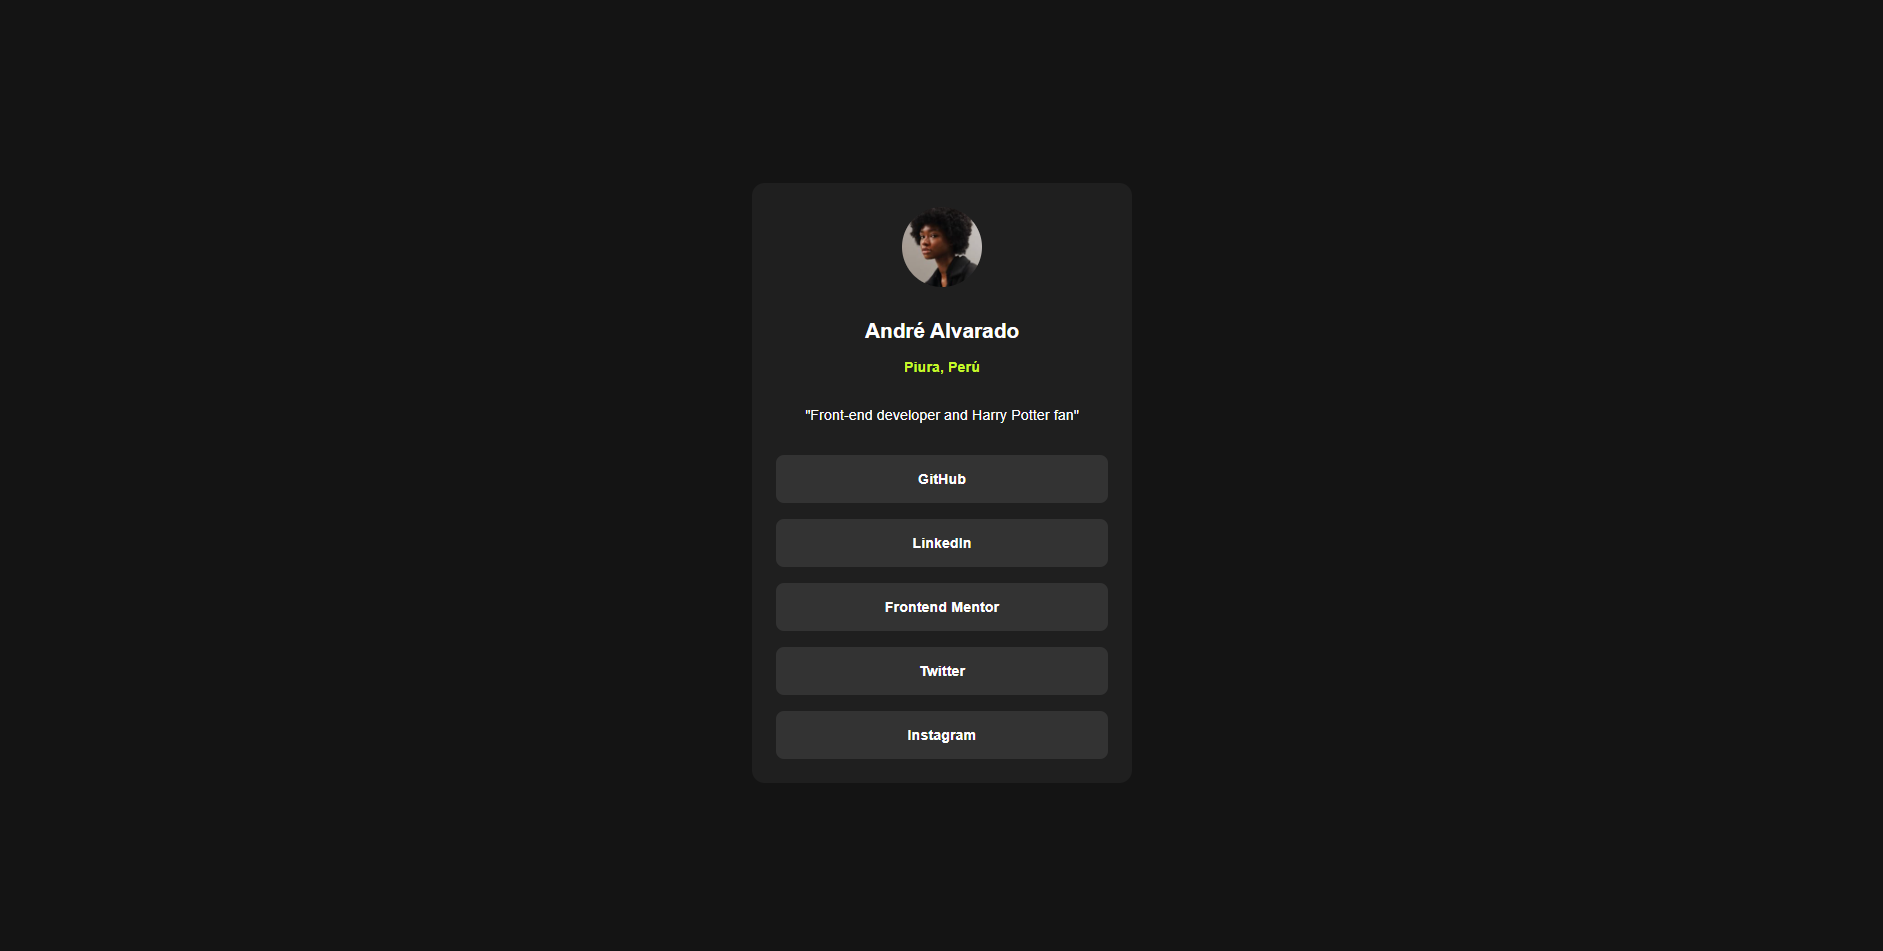 André Alvarado
Piura, Perú
"Front-end developer and Harry Potter fan"
GitHub
LinkedIn
Frontend Mentor
Twitter
Instagram